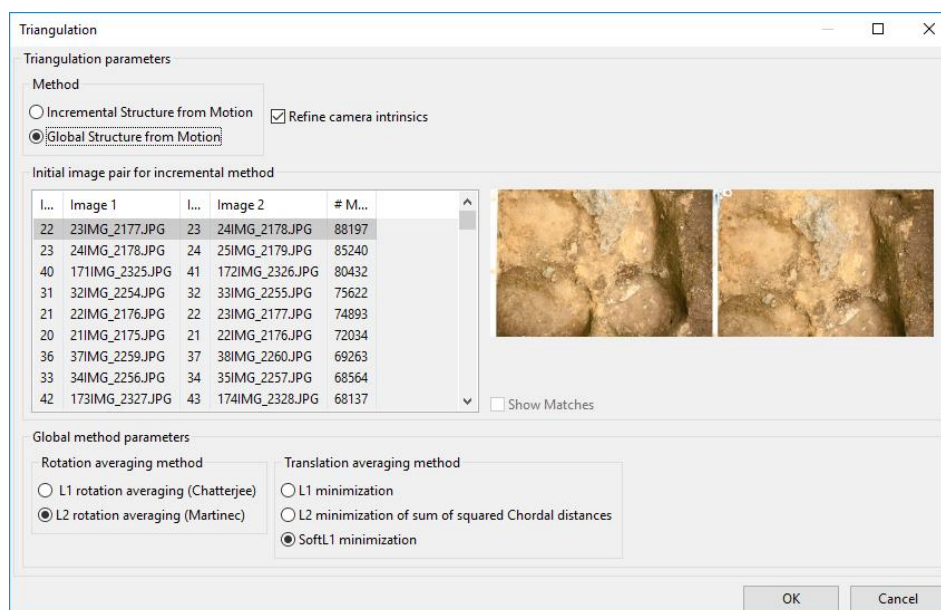 Triangulation
Triangulation parameters
Method
Incremental Structure from Motion
Global Structure from Motion
Refine camera intrinsics
Initial image pair for incremental method
I... Image 1 I... Image 2 # M...
22 23IMG_2177.JPG 23 24IMG_2178.JPG 88197
23 24IMG_2178.JPG 24 25IMG_2179.JPG 85240
40 171IMG_2325.JPG 41 172IMG_2326.JPG 80432
31 32IMG_2254.JPG 32 33IMG_2255.JPG 75622
21 22IMG_2176.JPG 22 23IMG_2177.JPG 74893
20 21IMG_2175.JPG 21 22IMG_2176.JPG 72034
36 37IMG_2259.JPG 37 38IMG_2260.JPG 69263
33 34IMG_2256.JPG 34 35IMG_2257.JPG 68564
42 173IMG_2327.JPG 43 174IMG_2328.JPG 68137
Show Matches
Global method parameters
Rotation averaging method
L1 rotation averaging (Chatterjee)
L2 rotation averaging (Martinec)
Translation averaging method
L1 minimization
L2 minimization of sum of squared Chordal distances
SoftL1 minimization
OK Cancel